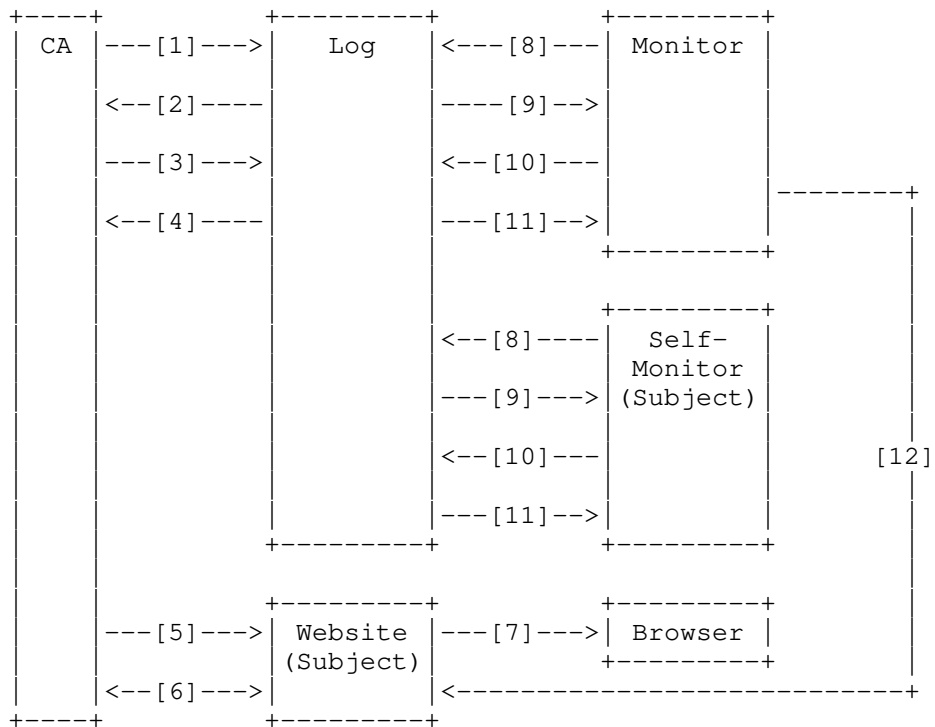 +----+          +---------+          +---------+
| CA |---[1]--->|   Log   |<---[8]---| Monitor |
|    |          |         |          |         |
|    |<--[2]----|         |----[9]-->|         |
|    |          |         |          |         |
|    |---[3]--->|         |<--[10]---|         |
|    |          |         |          |         |--------+
|    |<--[4]----|         |---[11]-->|         |        |
|    |          |         |          +---------+        |
|    |          |         |                             |
|    |          |         |          +---------+        |
|    |          |         |<--[8]----|  Self-  |        |
|    |          |         |          | Monitor |        |
|    |          |         |---[9]--->|(Subject)|        |
|    |          |         |          |         |        |
|    |          |         |<--[10]---|         |      [12]
|    |          |         |          |         |        |
|    |          |         |---[11]-->|         |        |
|    |          +---------+          +---------+        |
|    |                                                  |
|    |          +---------+          +---------+        |
|    |---[5]--->| Website |---[7]--->| Browser |        |
|    |          |(Subject)|          +---------+        |
|    |<--[6]--->|         |<----------------------------+
+----+          +---------+